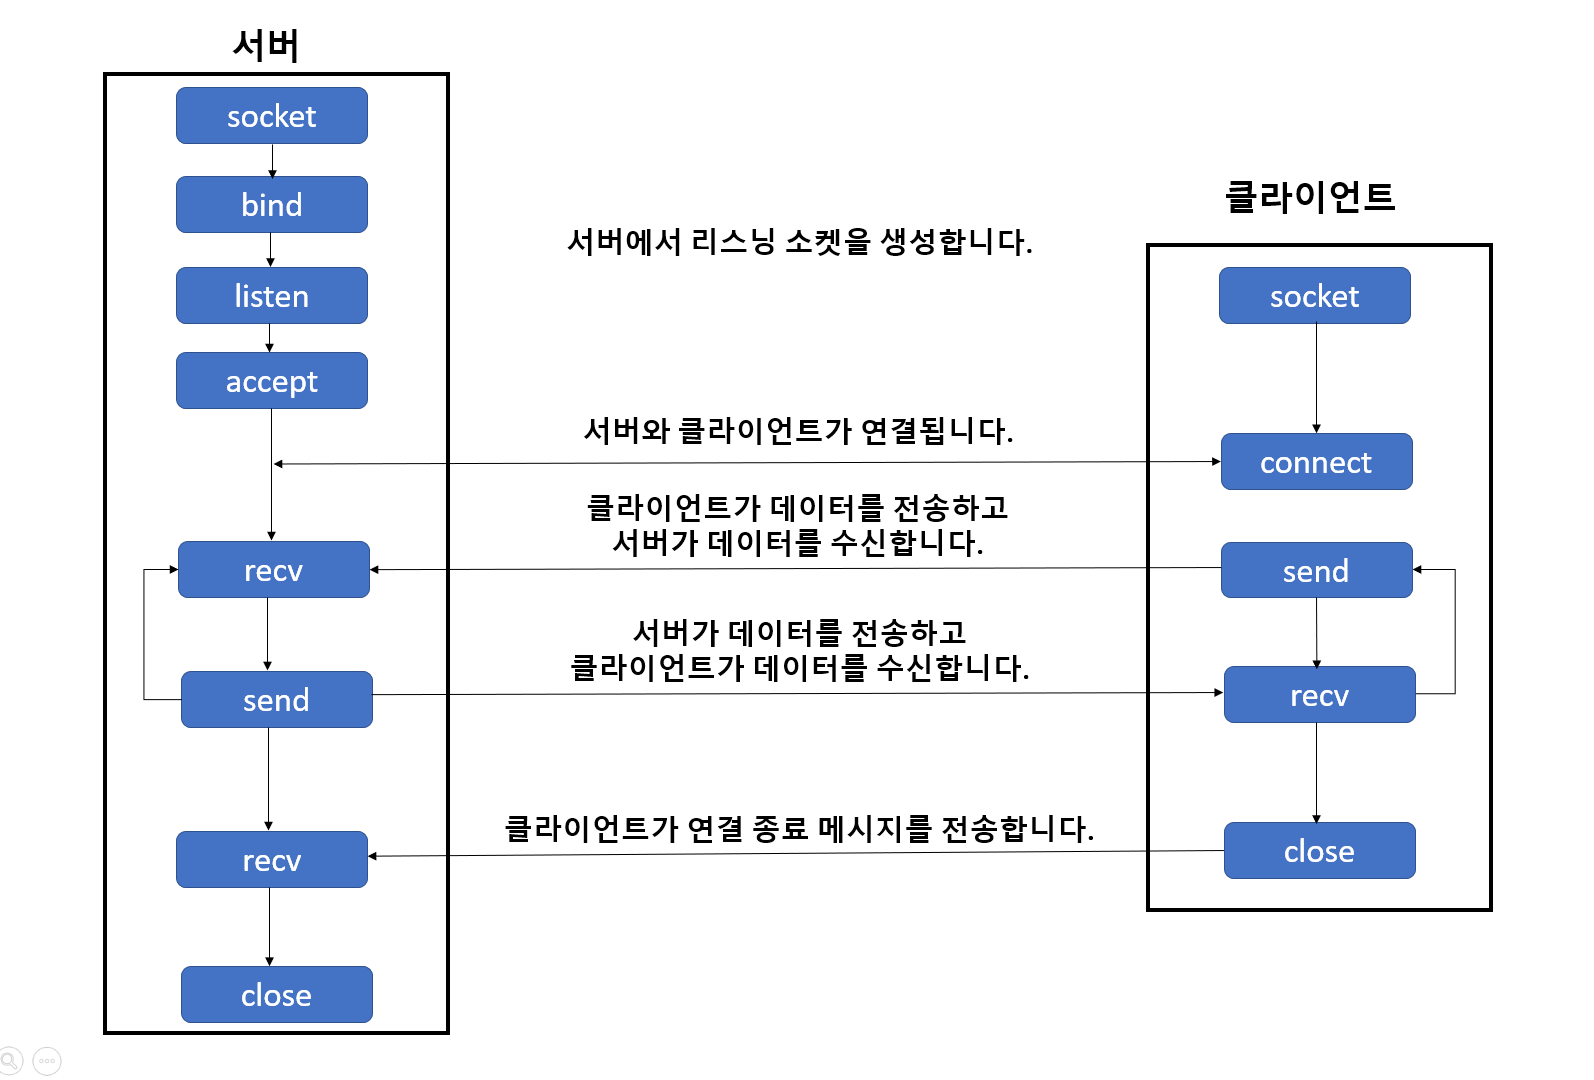 서버
socket
bind
listen
accept
recv
send
recv
close
서버에서 리스닝 소켓을 생성합니다.
서버와 클라이언트가 연결됩니다.
클라이언트가 데이터를 전송하고
서버가 데이터를 수신합니다.
서버가 데이터를 전송하고
클라이언트가 데이터를 수신합니다.
클라이언트가 연결 종료 메시지를 전송합니다.
클라이언트
socket
connect
send
recv
close